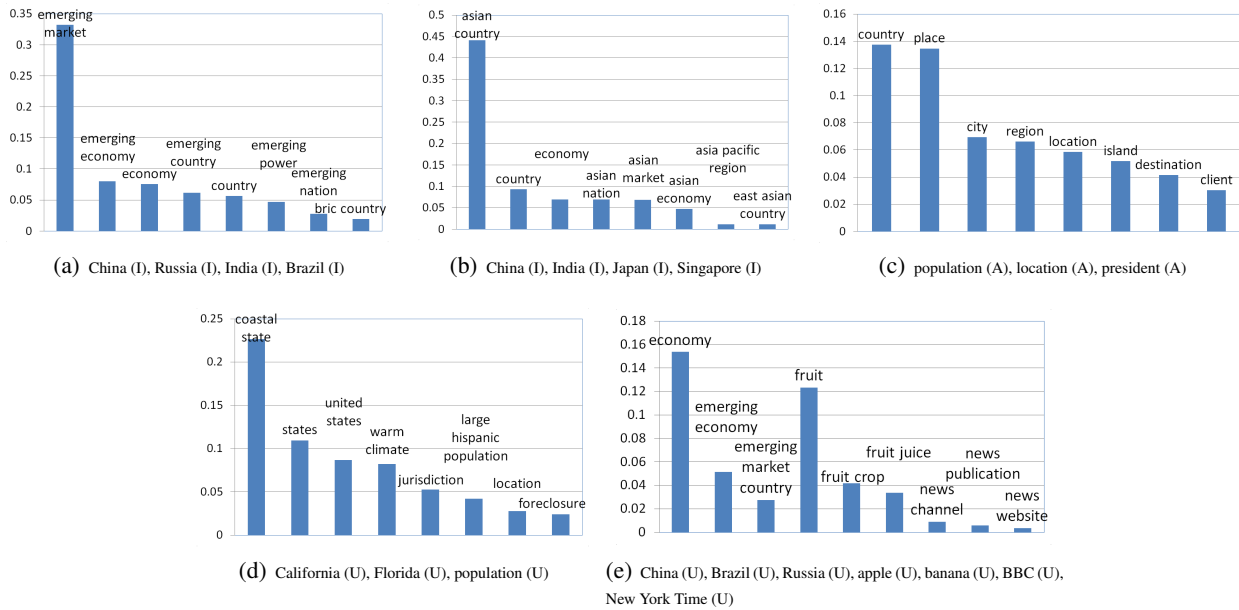 0.35
0.3
0.25
0.2
0.15
0.1
0.05
0
emerging
market
emerging
economy
economy
emerging
country
country
emerging
power
emerging
nation
bric country
(a) China (I), Russia (I), India (I), Brazil (I)
0.5
0.45
0.4
0.35
0.3
0.25
0.2
0.15
0.1
0.05
0
asian
country
country
economy
asian
nation
asian
market
asian
economy
asia pacific
region
east asian
country
(b) China (I), India (I), Japan (I), Singapore (I)
0.16
0.14
0.12
0.1
0.08
0.06
0.04
0.02
0
country
place
city
region
location
island
destination
client
(c) population (A), location (A), president (A)
0.25
0.2
0.15
0.1
0.05
0
coastal
state
states
united
states
warm
climate
jurisdiction
large
hispanic
population
location
foreclosure
(d) California (U), Florida (U), population (U)
0.18
0.16
0.14
0.12
0.1
0.08
0.06
0.04
0.02
0
economy
emerging
economy
emerging
market
country
fruit
fruit crop
fruit juice
news
channel
news
publication
news
website
(e) China (U), Brazil (U), Russia (U), apple (U), banana (U), BBC (U),
New York Time (U)